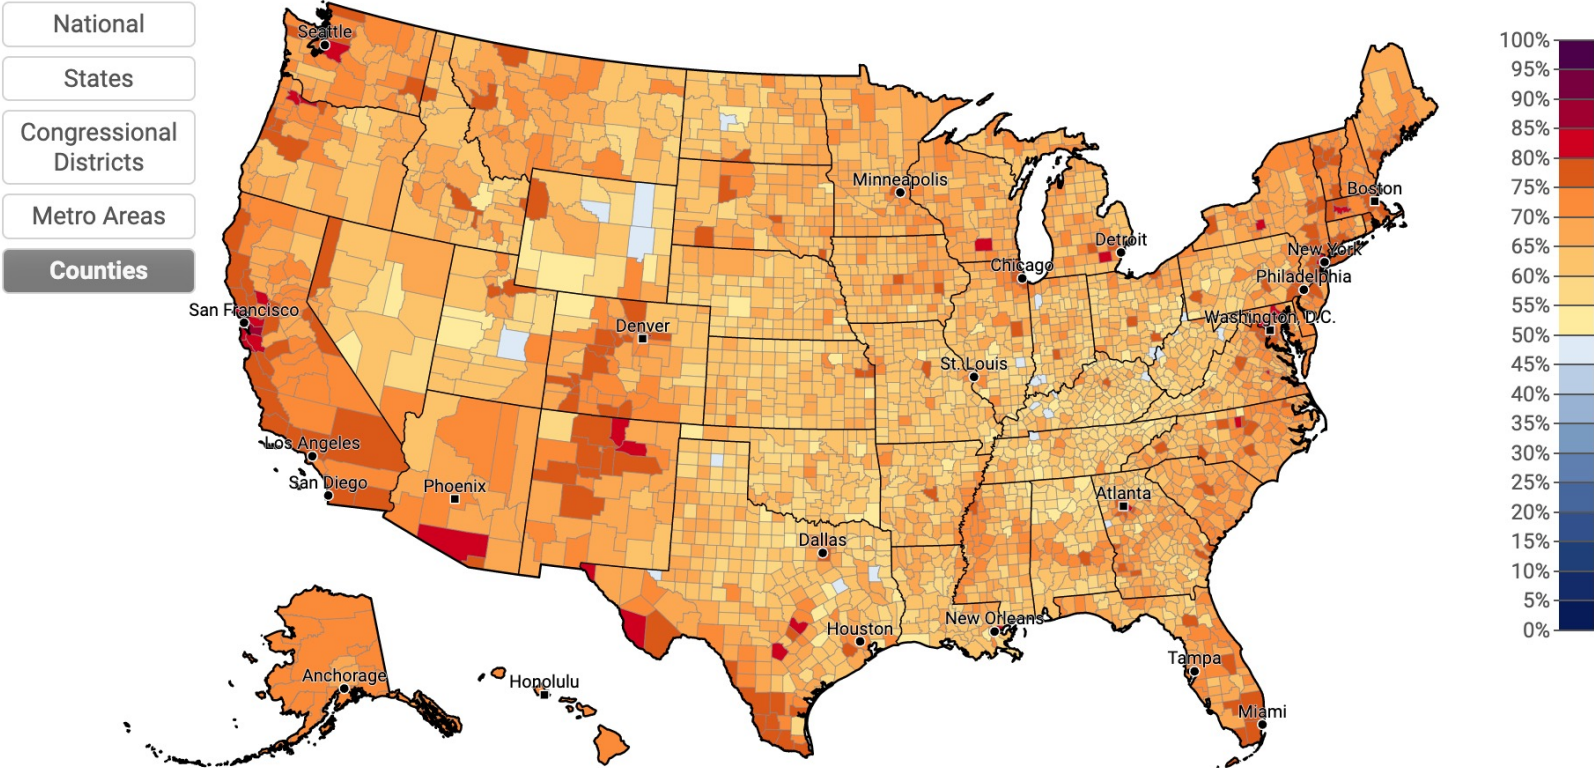 National
States
Congressional
Districts
Metro Areas
Counties
Seattle
Minneapolis
Boston
Detroit
Chicago
New York
Philadelphia
San Francisco
Washington, D.C.
Denver
St. Louis
Los Angeles
San Diego
Phoenix
Atlanta
Dallas
New Orleans
Houston
Tampa
Anchorage
Honolulu
Miami
100%
95%
90%
85%
80%
75%
70%
65%
60%
55%
50%
45%
40%
35%
30%
25%
20%
15%
10%
5%
0%